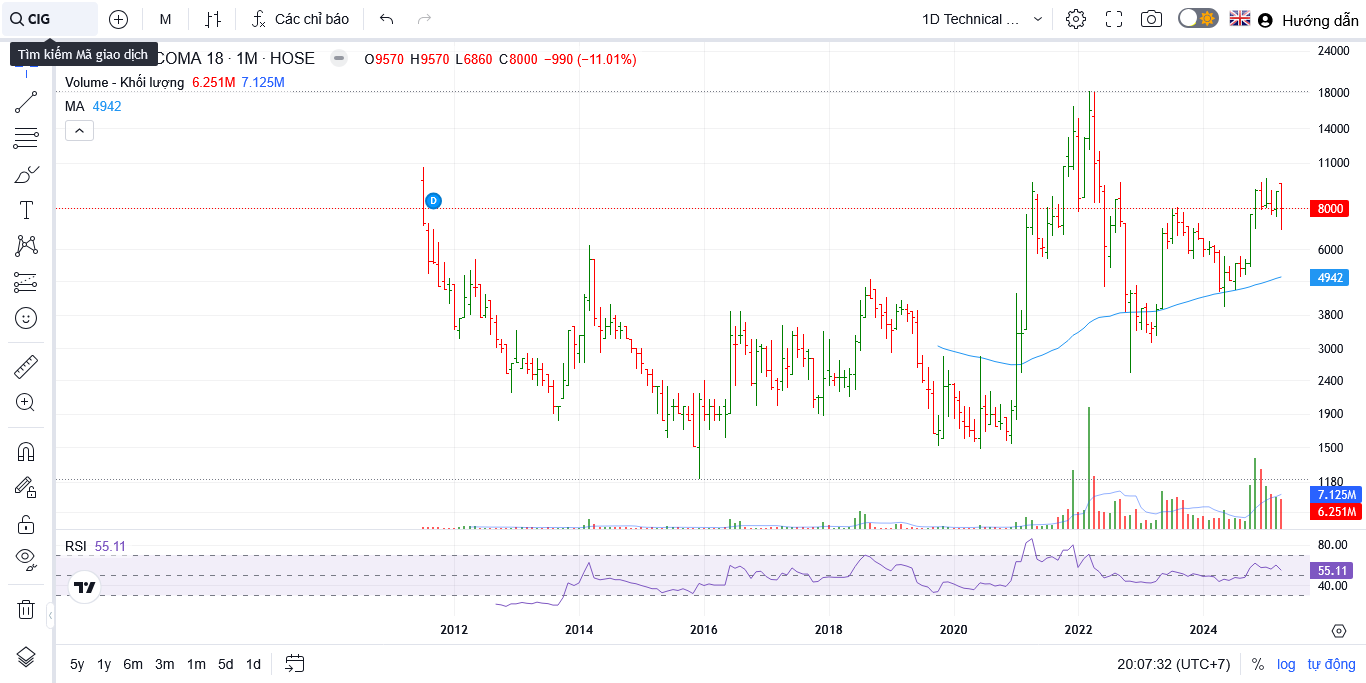 CIG M Các chỉ báo 1D Technical ... Hướng dẫn
Tìm kiếm Mã giao dịch
COMA 18 · 1M · HOSE O9570 H9570 L6860 C8000 −990 (−11.01%)
Volume - Khối lượng 6.251M 7.125M
MA 4942
D
24000
18000
14000
11000
8000
6000
4942
3800
3000
2400
1900
1500
1180
7.125M
6.251M
RSI 55.11
80.00
55.11
40.00
2012 2014 2016 2018 2020 2022 2024
5y 1y 6m 3m 1m 5d 1d 20:07:32 (UTC+7) % log tự động